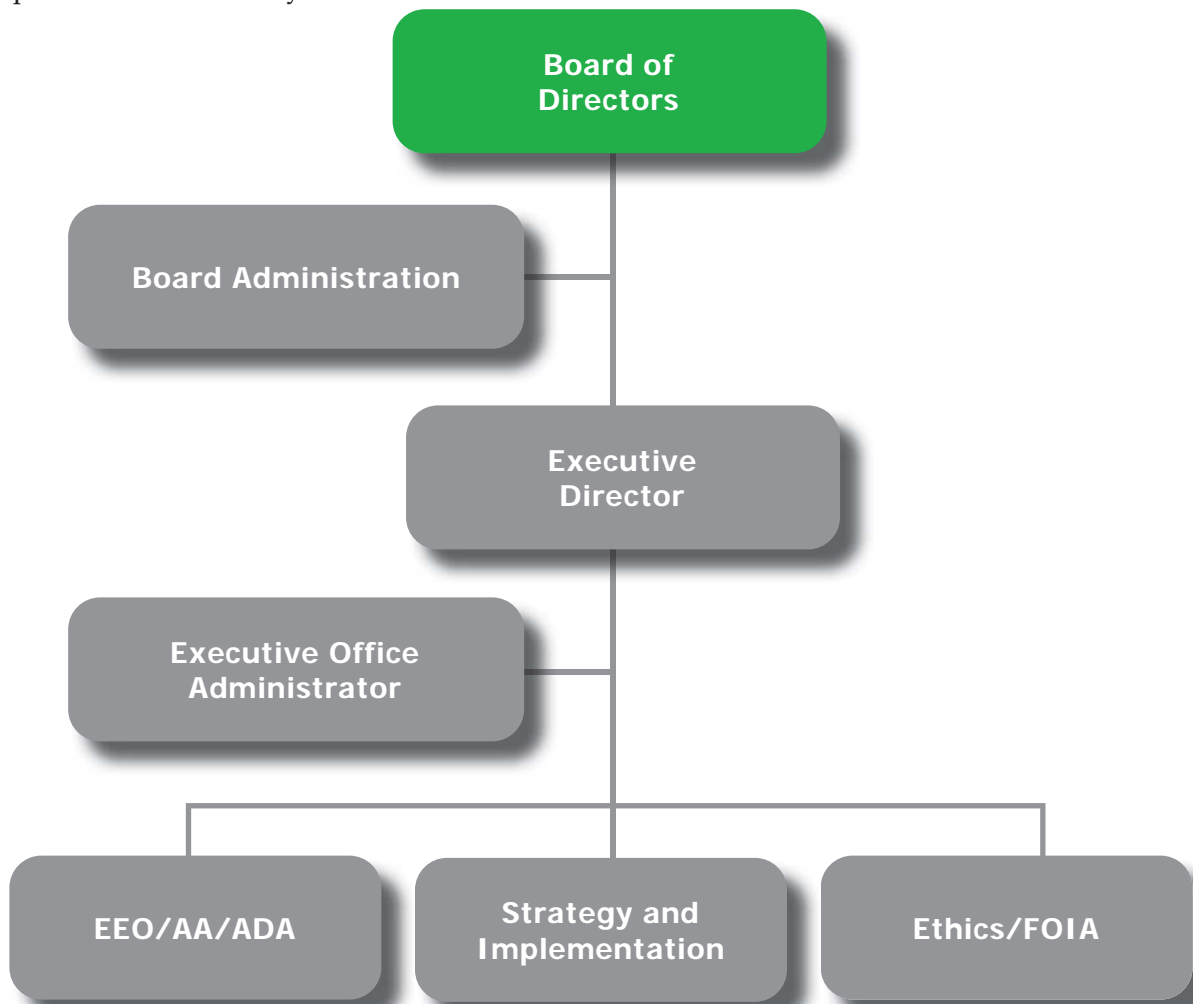 Board of
Directors
Board Administration
Executive
Director
Executive Office
Administrator
EEO/AA/ADA
Strategy and
Implementation
Ethics/FOIA